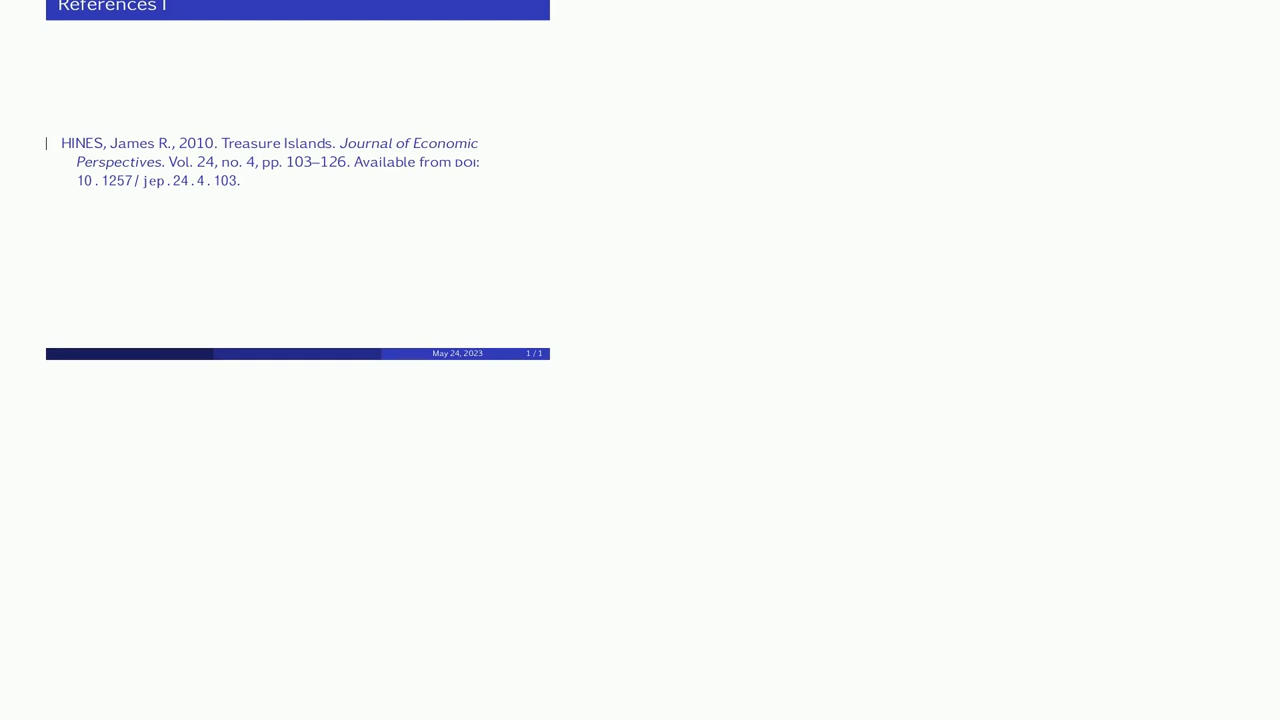 References I
HINES, James R., 2010. Treasure Islands. Journal of Economic
Perspectives. Vol. 24, no. 4, pp. 103–126. Available from DOI:
10.1257/jep.24.4.103.
May 24, 2023 1 / 1